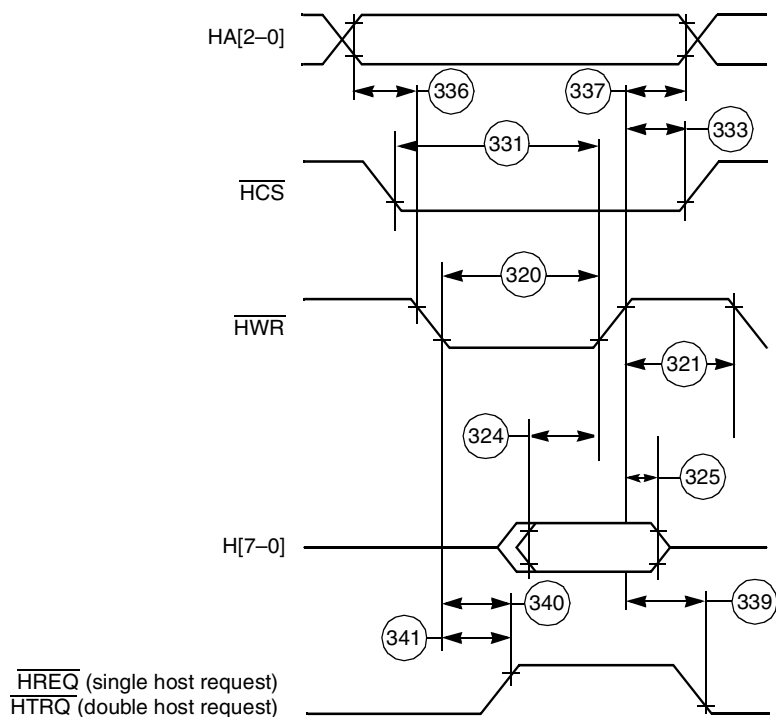 HA[2–0]
336
337
333
331
HCS
320
HWR
321
324
325
H[7–0]
340
339
341
HREQ (single host request)
HTRQ (double host request)